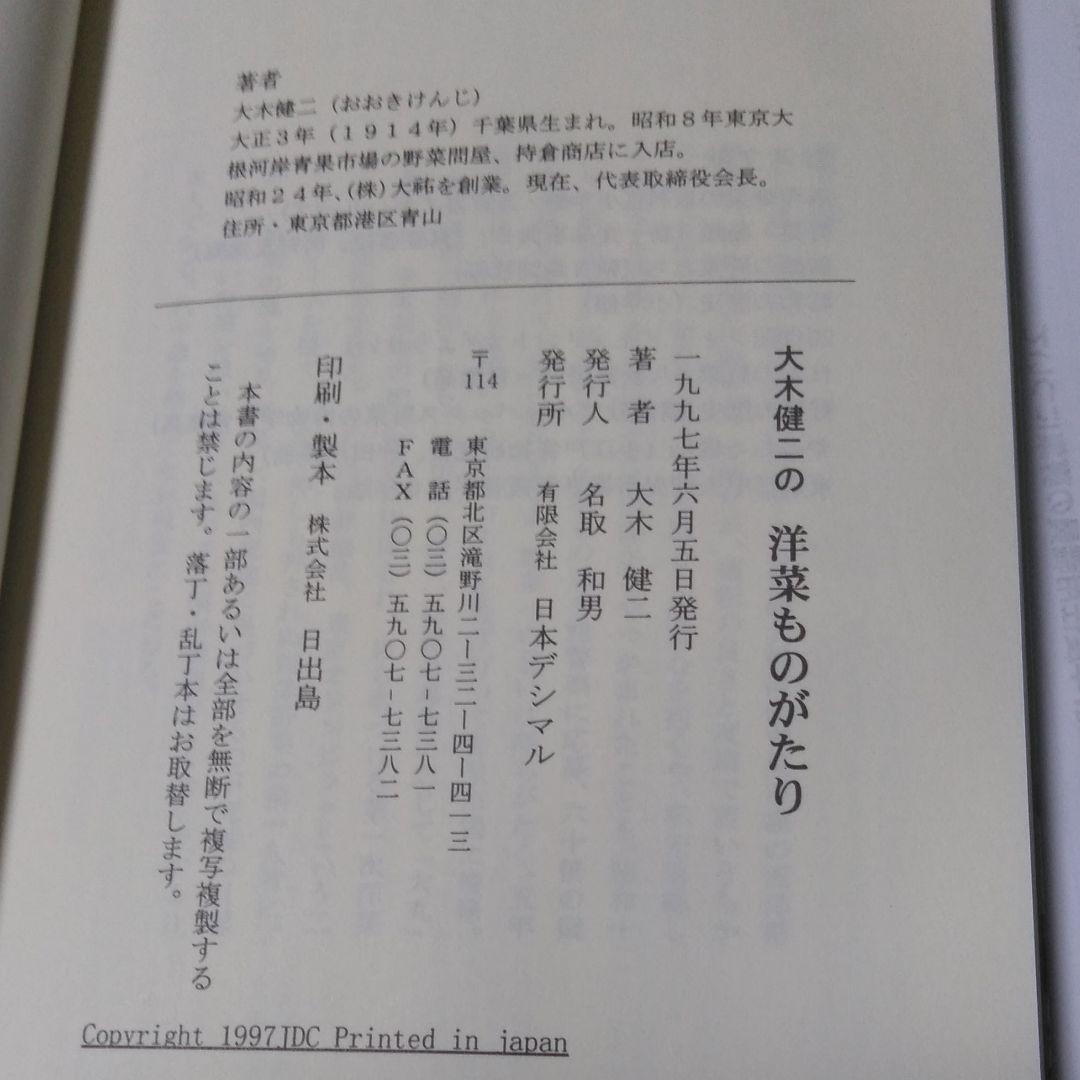 著者
大木健二（おおきけんじ）
大正３年（１９１４年）千葉県生まれ。昭和８年東京大
根河岸青果市場の野菜問屋、持倉商店に入店。
昭和２４年、(株)大祐を創業。現在、代表取締役会長。
住所・東京都港区青山
大木健二の 洋菜ものがたり
一九九七年六月五日発行
著者 大木 健二
発行人 名取 和男
発行所 有限会社 日本デシマル
〒114 東京都北区滝野川二ー三二ー四ー四一三
電話（〇三）五九〇七-七三八一
ＦＡＸ（〇三）五九〇七-七三八二
印刷・製本 株式会社 日出島
本書の内容の一部あるいは全部を無断で複写複製する
ことは禁じます。落丁・乱丁本はお取替します。
Copyright 1997JDC Printed in japan